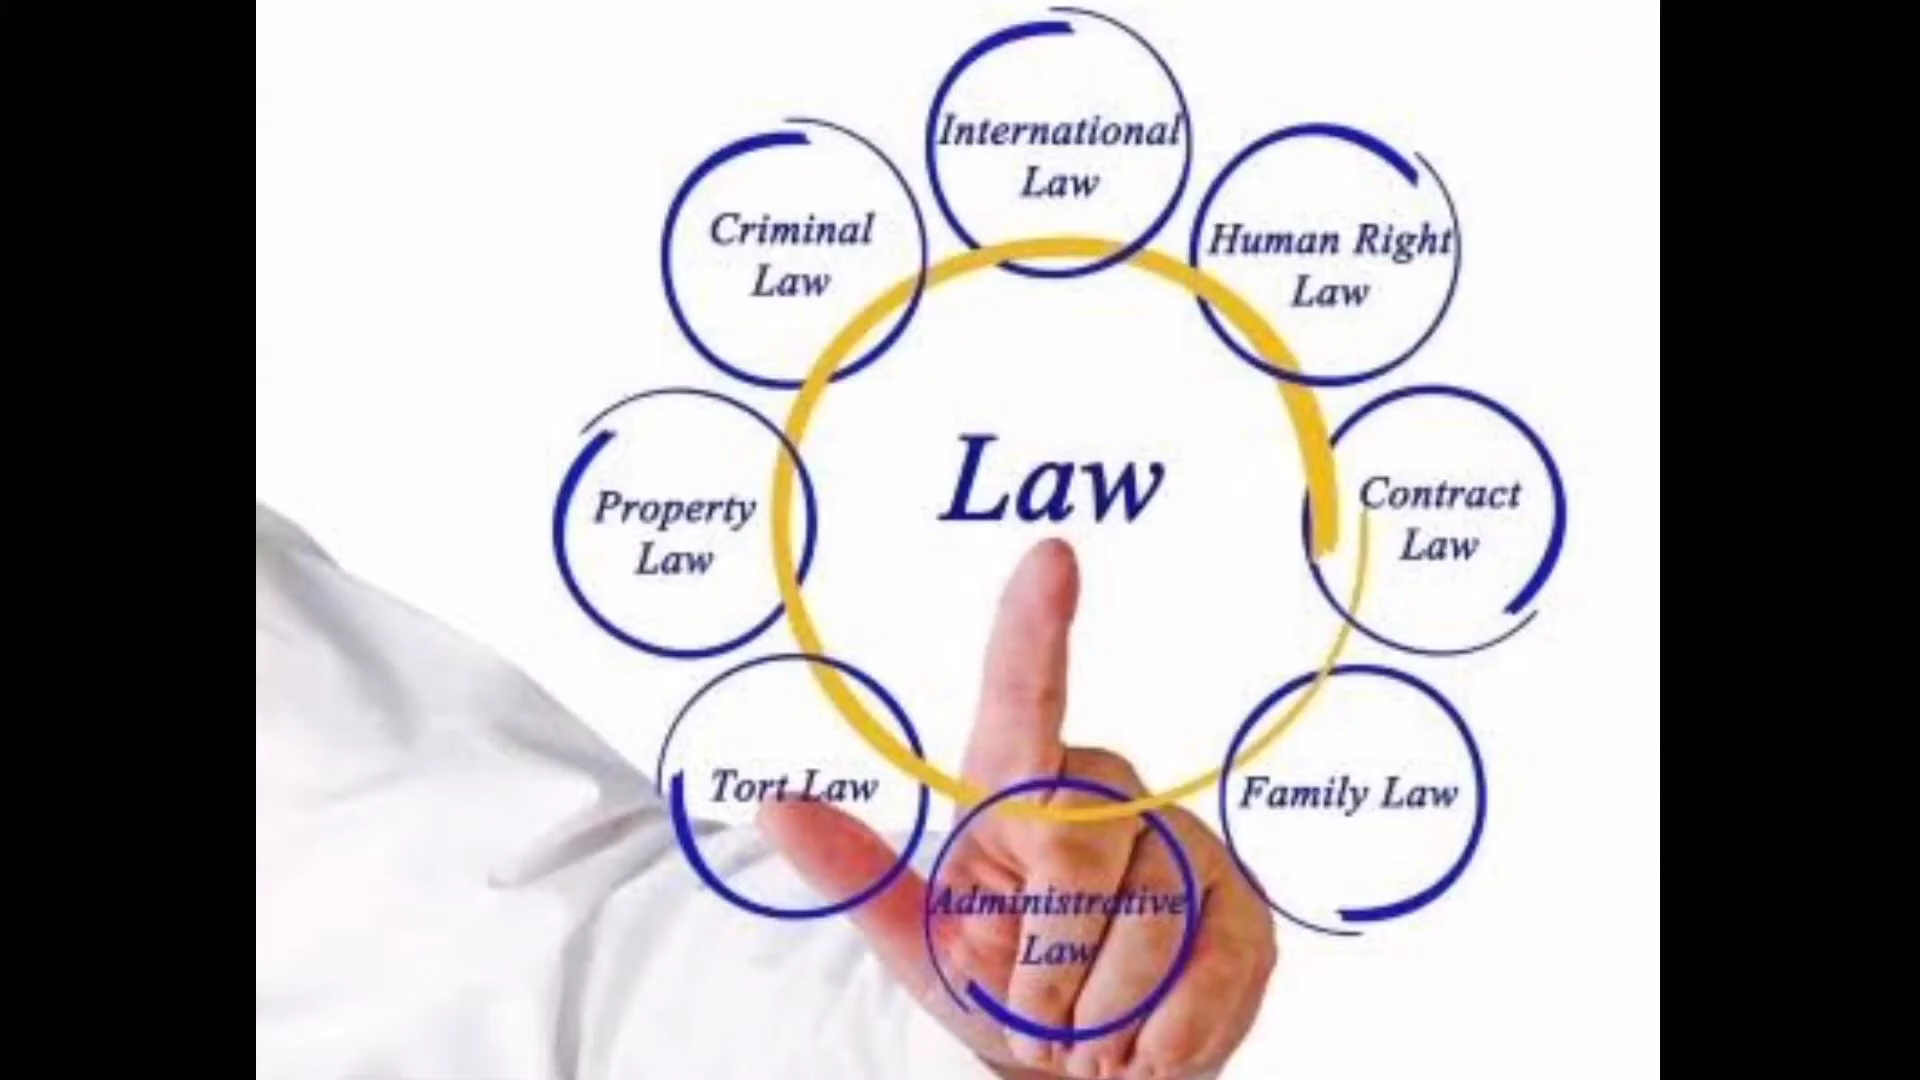 International
Law
Criminal
Law
Human Right
Law
Property
Law
Law
Contract
Law
Tort Law
Family Law
Administrative
Law